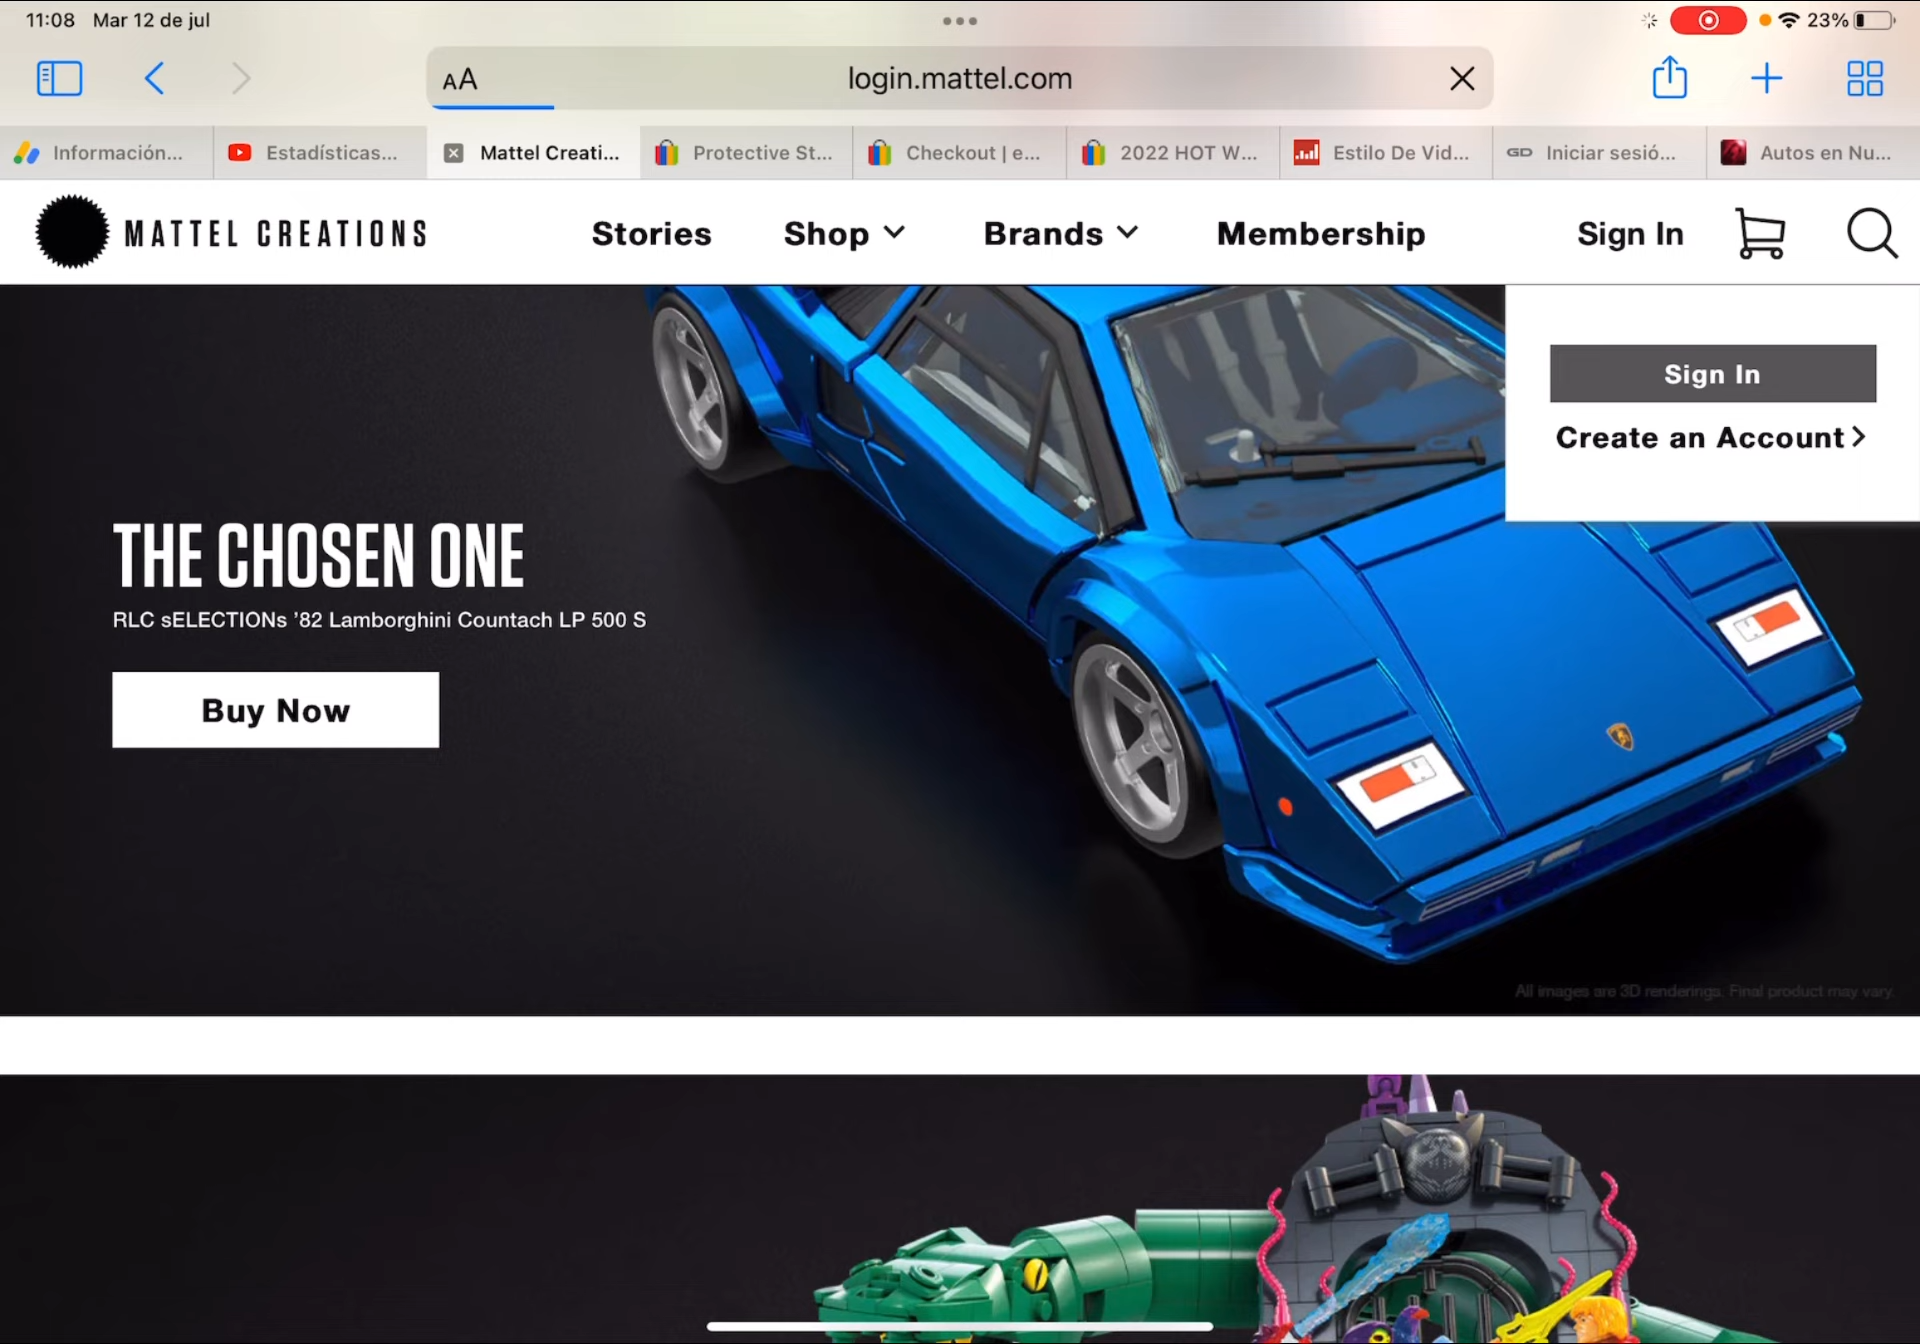 11:08 Mar 12 de jul
23%
AA login.mattel.com
Información... Estadísticas... Mattel Creati... Protective St... Checkout | e... 2022 HOT W... Estilo De Vid... GD Iniciar sesió... Autos en Nu...
MATTEL CREATIONS Stories Shop Brands Membership Sign In
Sign In
Create an Account
THE CHOSEN ONE
RLC sELECTIONs ’82 Lamborghini Countach LP 500 S
Buy Now
All images are 3D renderings. Final product may vary.